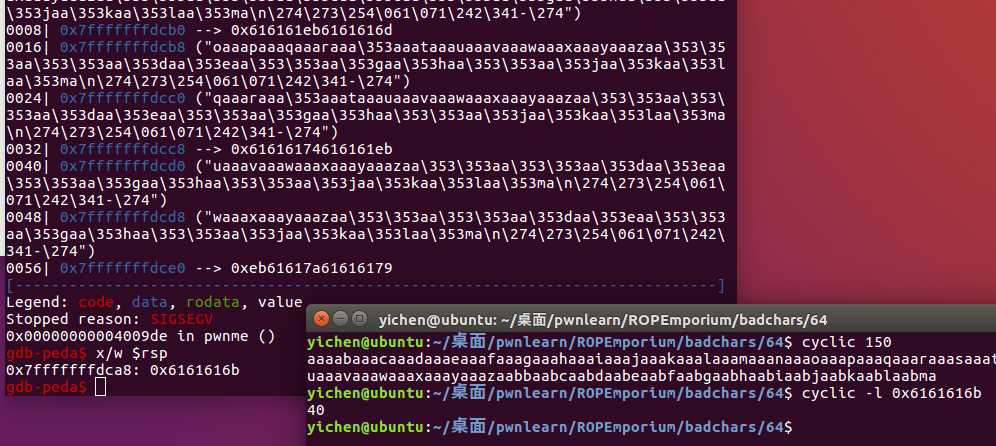 \353jaa\353kaa\353laa\353ma\n\274\273\254\061\071\242\341-\274")
0008| 0x7fffffffdcb0 --> 0x616161eb6161616d
0016| 0x7fffffffdcb8 ("oaaapaaaqaaaraaa\353aaataaauaaavaaawaaaxaaayaaazaa\353\35
3aa\353\353aa\353daa\353eaa\353\353aa\353gaa\353haa\353\353aa\353jaa\353kaa\353l
aa\353ma\n\274\273\254\061\071\242\341-\274")
0024| 0x7fffffffdcc0 ("qaaaraaa\353aaataaauaaavaaawaaaxaaayaaazaa\353\353aa\353\
353aa\353daa\353eaa\353\353aa\353gaa\353haa\353\353aa\353jaa\353kaa\353laa\353ma
\n\274\273\254\061\071\242\341-\274")
0032| 0x7fffffffdcc8 --> 0x61616174616161eb
0040| 0x7fffffffdcd0 ("uaaavaaawaaaxaaayaaazaa\353\353aa\353\353aa\353daa\353eaa
\353\353aa\353gaa\353haa\353\353aa\353jaa\353kaa\353laa\353ma\n\274\273\254\061\
071\242\341-\274")
0048| 0x7fffffffdcd8 ("waaaxaaayaaazaa\353\353aa\353\353aa\353daa\353eaa\353\353
aa\353gaa\353haa\353\353aa\353jaa\353kaa\353laa\353ma\n\274\273\254\061\071\242\
341-\274")
0056| 0x7fffffffdce0 --> 0xeb61617a61616179
[------------------------------------------------------------------------------]
Legend: code, data, rodata, value
Stopped reason: SIGSEGV
0x00000000004009de in pwnme ()
gdb-peda$ x/w $rsp
0x7fffffffdca8: 0x6161616b
gdb-peda$
yichen@ubuntu: ~/桌面/pwnlearn/ROPEmporium/badchars/64
yichen@ubuntu:~/桌面/pwnlearn/ROPEmporium/badchars/64$ cyclic 150
aaaabaaacaaadaaaeaaafaaagaaahaaaiaaajaaakaaalaaamaaanaaaoaaapaaaqaaaraaasaaat
uaaavaaawaaaxaaayaaazaabbaabcaabdaabeaabfaabgaabhaabiaabjaabkaablaabma
yichen@ubuntu:~/桌面/pwnlearn/ROPEmporium/badchars/64$ cyclic -l 0x6161616b
40
yichen@ubuntu:~/桌面/pwnlearn/ROPEmporium/badchars/64$